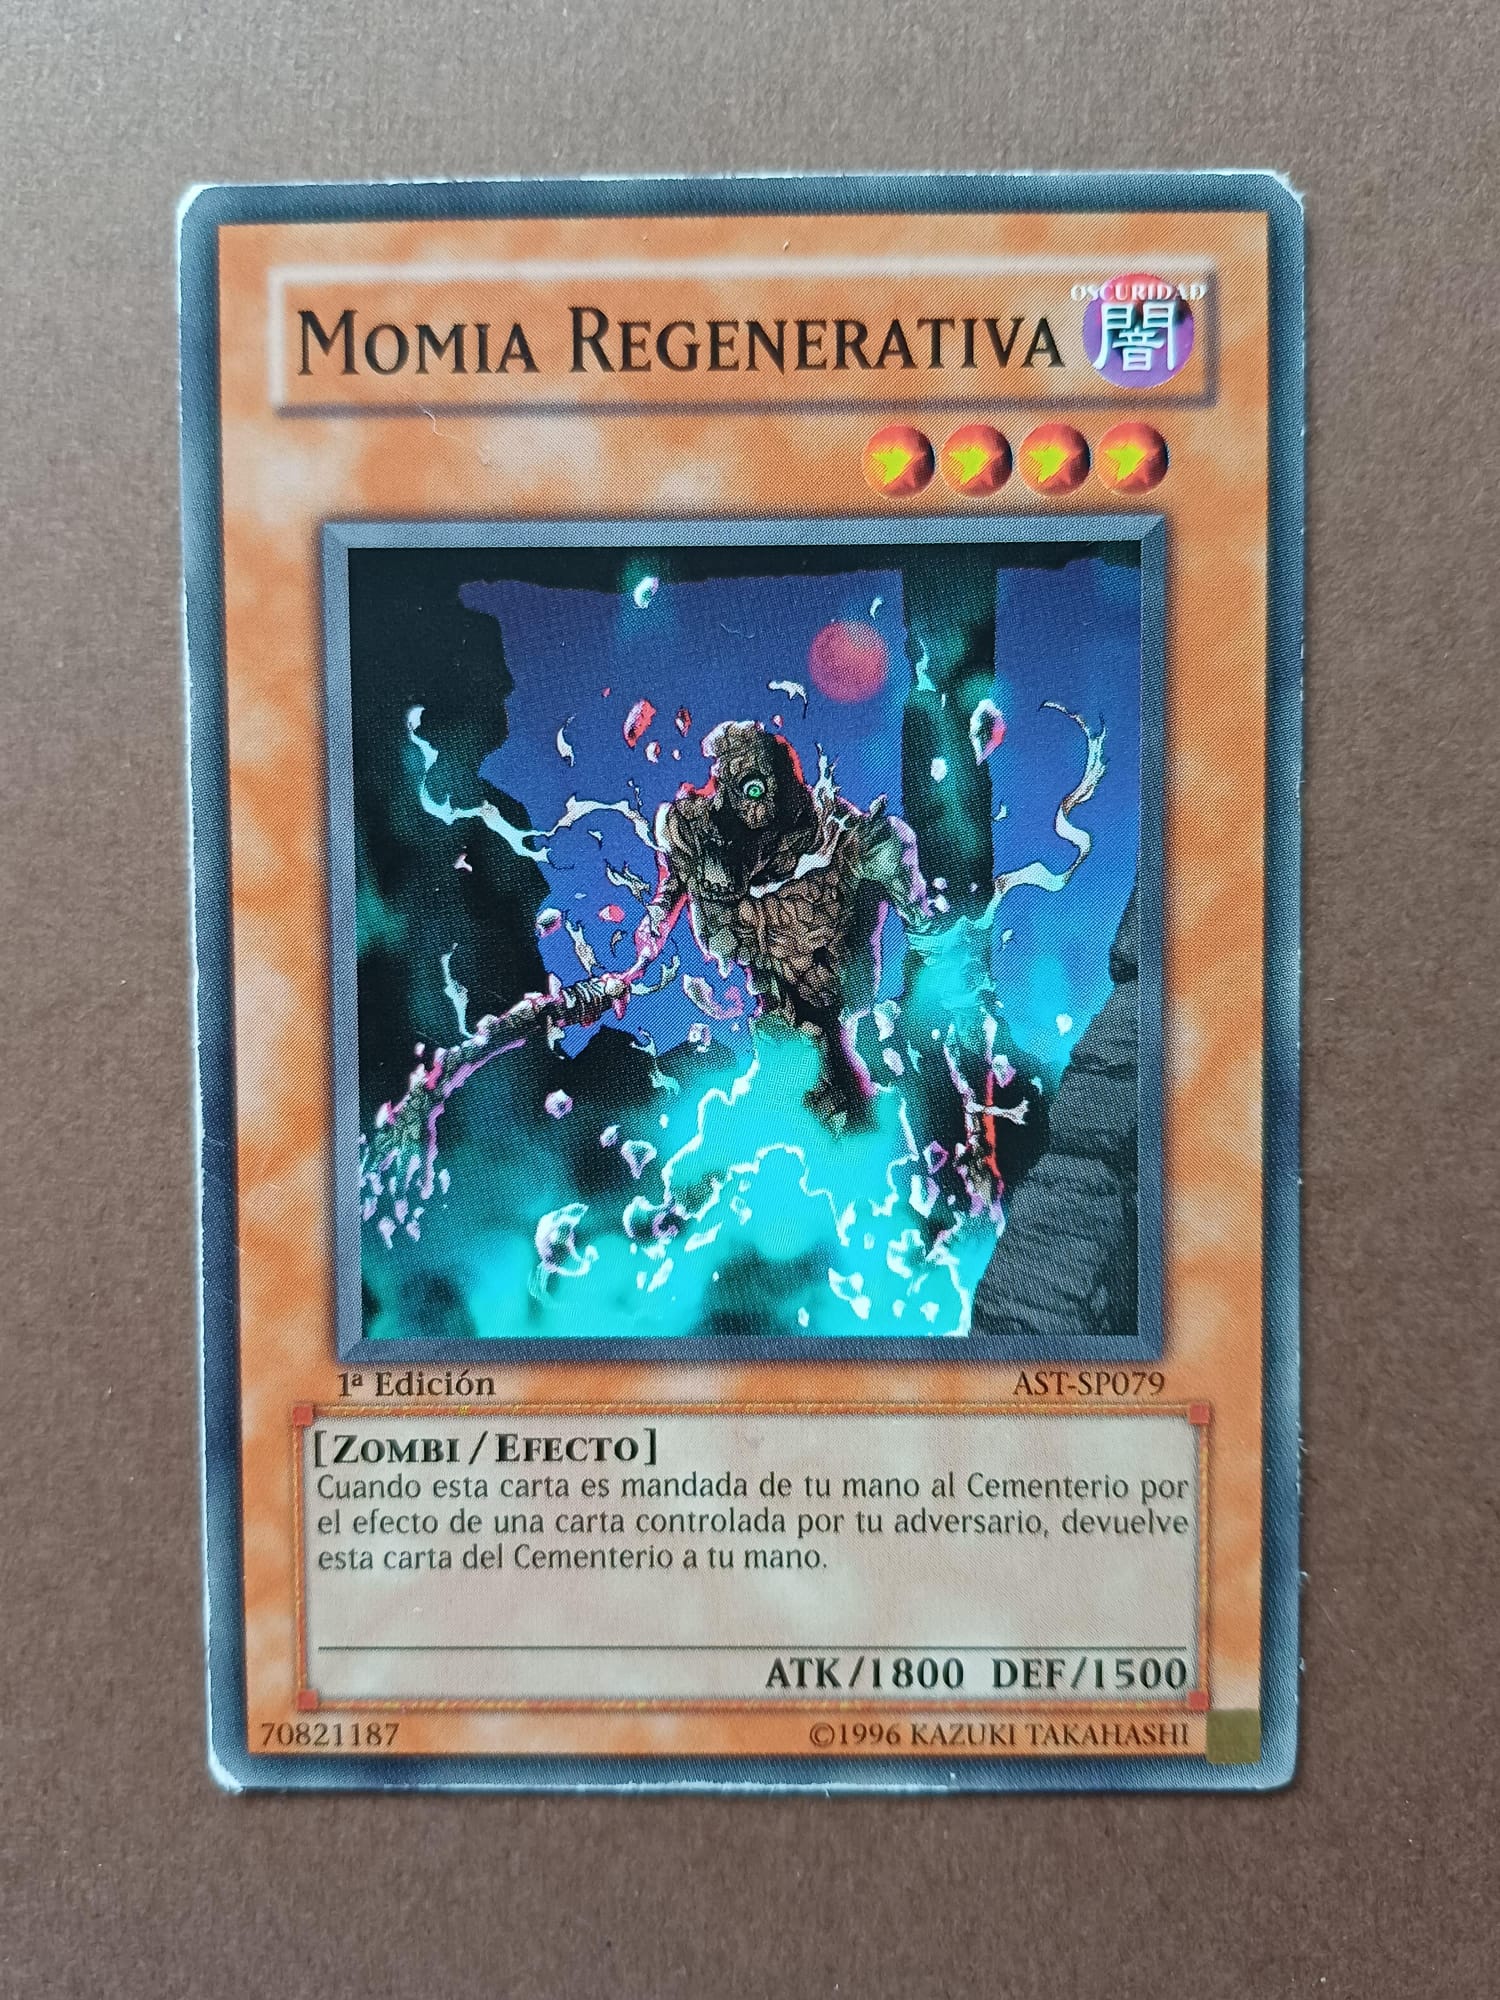 Momia Regenerativa
OSCURIDAD
闇
1ª Edición
AST-SP079
[Zombi/Efecto]
Cuando esta carta es mandada de tu mano al Cementerio por
el efecto de una carta controlada por tu adversario, devuelve
esta carta del Cementerio a tu mano.
ATK/1800 DEF/1500
70821187
©1996 KAZUKI TAKAHASHI